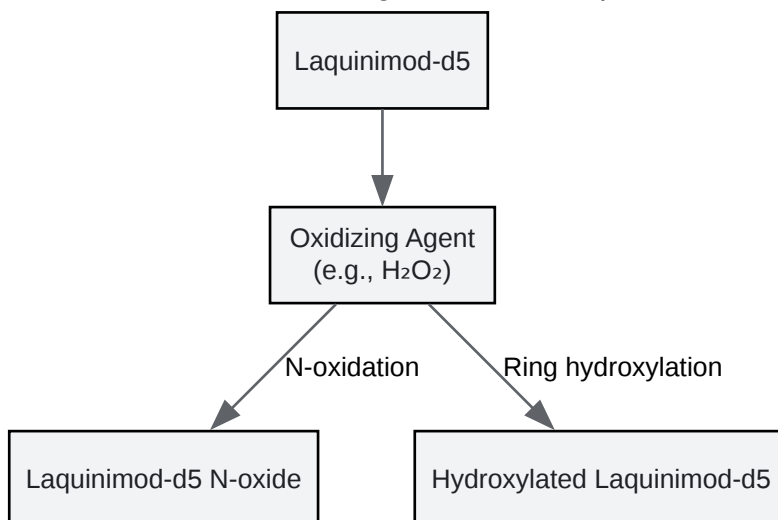 Laquinimod-d5
Oxidizing Agent
(e.g., H₂O₂)
N-oxidation
Ring hydroxylation
Laquinimod-d5 N-oxide
Hydroxylated Laquinimod-d5